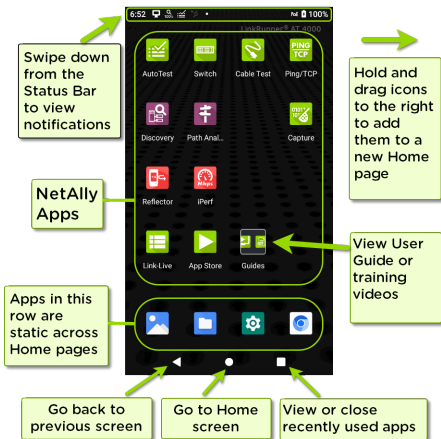 6:52
PoE 100%
LinkRunner® AT 4000
Swipe down
from the
Status Bar
to view
notifications
AutoTest
Switch
Cable Test
PING
TCP
Ping/TCP
Hold and
drag icons
to the right
to add
them to a
new Home
page
Discovery
Path Anal...
Capture
NetAlly
Apps
Reflector
Mbps
iPerf
Link-Live
App Store
Guides
View User
Guide or
training
videos
Apps in this
row are
static across
Home pages
Go back to
previous screen
Go to Home
screen
View or close
recently used apps